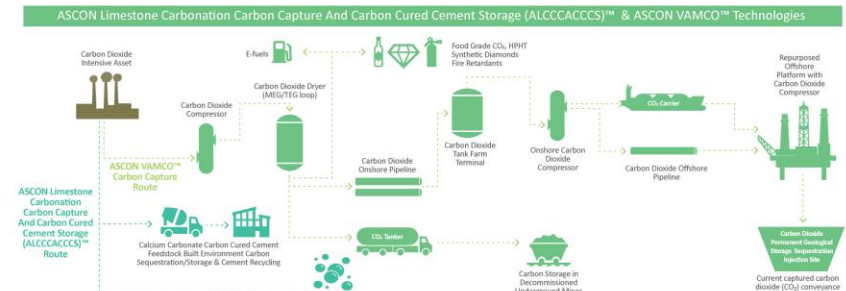 ASCON Limestone Carbonation Carbon Capture And Carbon Cured Cement Storage (ALCCCACCCS)™ & ASCON VAMCO™ Technologies
Carbon Dioxide
Intensive Asset
E-fuels
Food Grade CO₂, HPHT
Synthetic Diamonds
Fire Retardants
Repurposed
Offshore
Platform with
Carbon Dioxide
Compressor
Carbon Dioxide
Compressor
Carbon Dioxide Dryer
(MEG/TEG loop)
CO₂ Carrier
ASCON VAMCO™
Carbon Capture
Route
Carbon Dioxide
Onshore Pipeline
Carbon Dioxide
Tank Farm
Terminal
Onshore Carbon
Dioxide
Compressor
Carbon Dioxide Offshore
Pipeline
ASCON Limestone
Carbonation
Carbon Capture
And Carbon Cured
Cement Storage
(ALCCCACCCS)™
Route
Calcium Carbonate Carbon Cured Cement
Feedstock Built Environment Carbon
Sequestration/Storage & Cement Recycling
CO₂ Tanker
Carbon Storage in
Decommissioned
Underground Mines
Carbon Dioxide
Permanent Geological
Storage Sequestration
Injection Site
Current captured carbon
dioxide (CO₂) conveyance